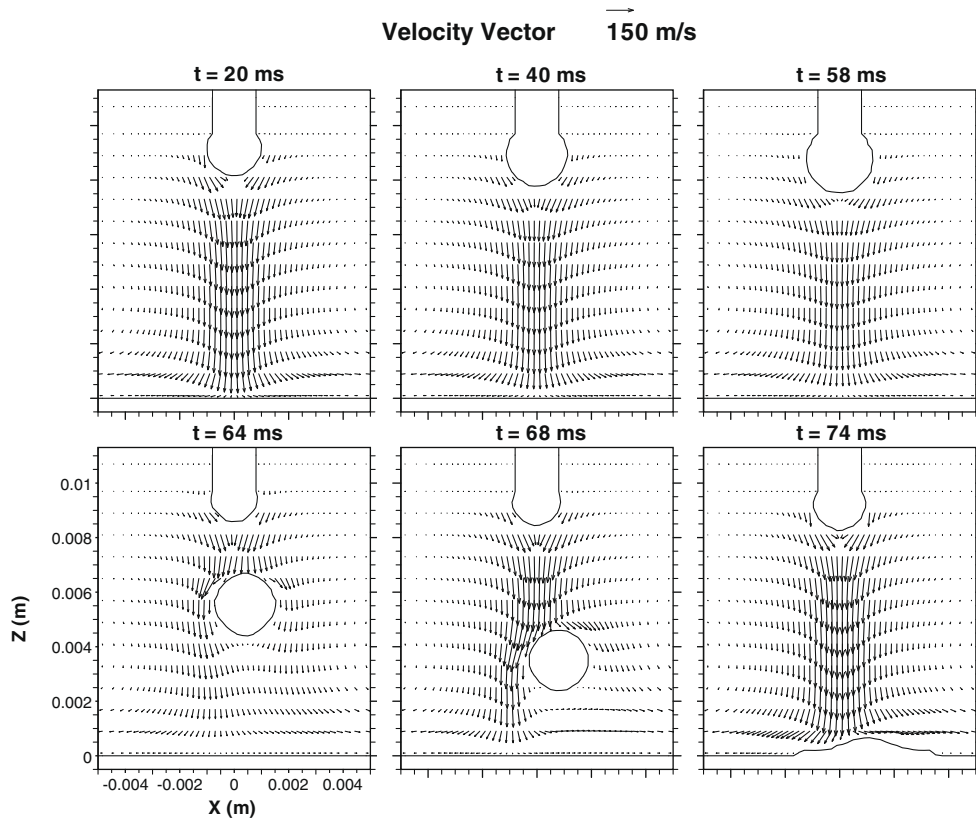 Velocity Vector 150 m/s
t = 20 ms t = 40 ms t = 58 ms
t = 64 ms t = 68 ms t = 74 ms
0.01
0.008
0.006
0.004
0.002
0
Z (m)
-0.004 -0.002 0 0.002 0.004
X (m)